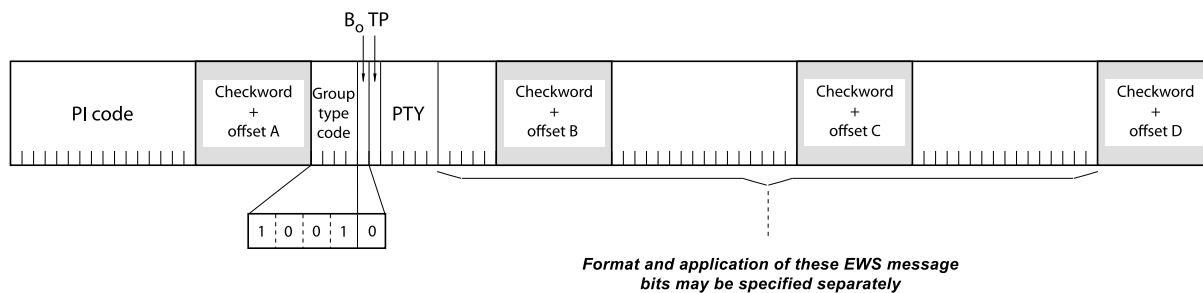 B₀ TP
PI code
Checkword
+
offset A
Group
type
code
PTY
Checkword
+
offset B
Checkword
+
offset C
Checkword
+
offset D
1 0 0 1 0
Format and application of these EWS message
bits may be specified separately